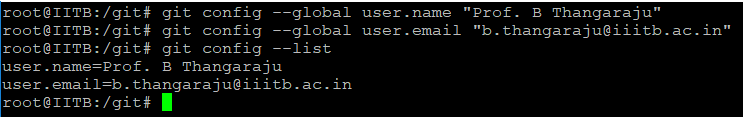 root@IITB:/git# git config --global user.name "Prof. B Thangaraju"
root@IITB:/git# git config --global user.email "b.thangaraju@iiitb.ac.in"
root@IITB:/git# git config --list
user.name=Prof. B Thangaraju
user.email=b.thangaraju@iiitb.ac.in
root@IITB:/git#